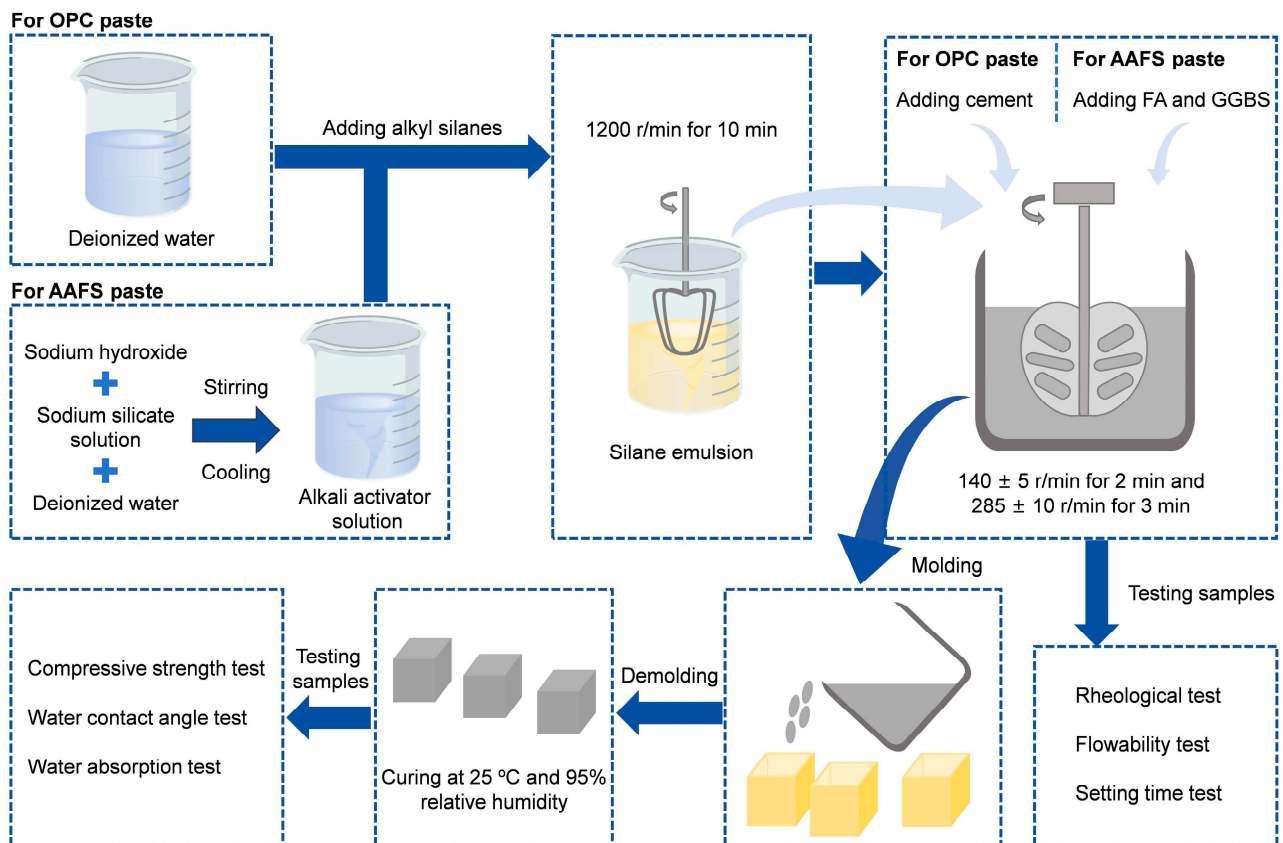 For OPC paste
Deionized water
For AAFS paste
Sodium hydroxide
Sodium silicate
solution
Deionized water
Stirring
Cooling
Alkali activator
solution
Adding alkyl silanes
1200 r/min for 10 min
Silane emulsion
For OPC paste
Adding cement
For AAFS paste
Adding FA and GGBS
140 ± 5 r/min for 2 min and
285 ± 10 r/min for 3 min
Molding
Testing samples
Rheological test
Flowability test
Setting time test
Demolding
Curing at 25 ºC and 95%
relative humidity
Testing
samples
Compressive strength test
Water contact angle test
Water absorption test